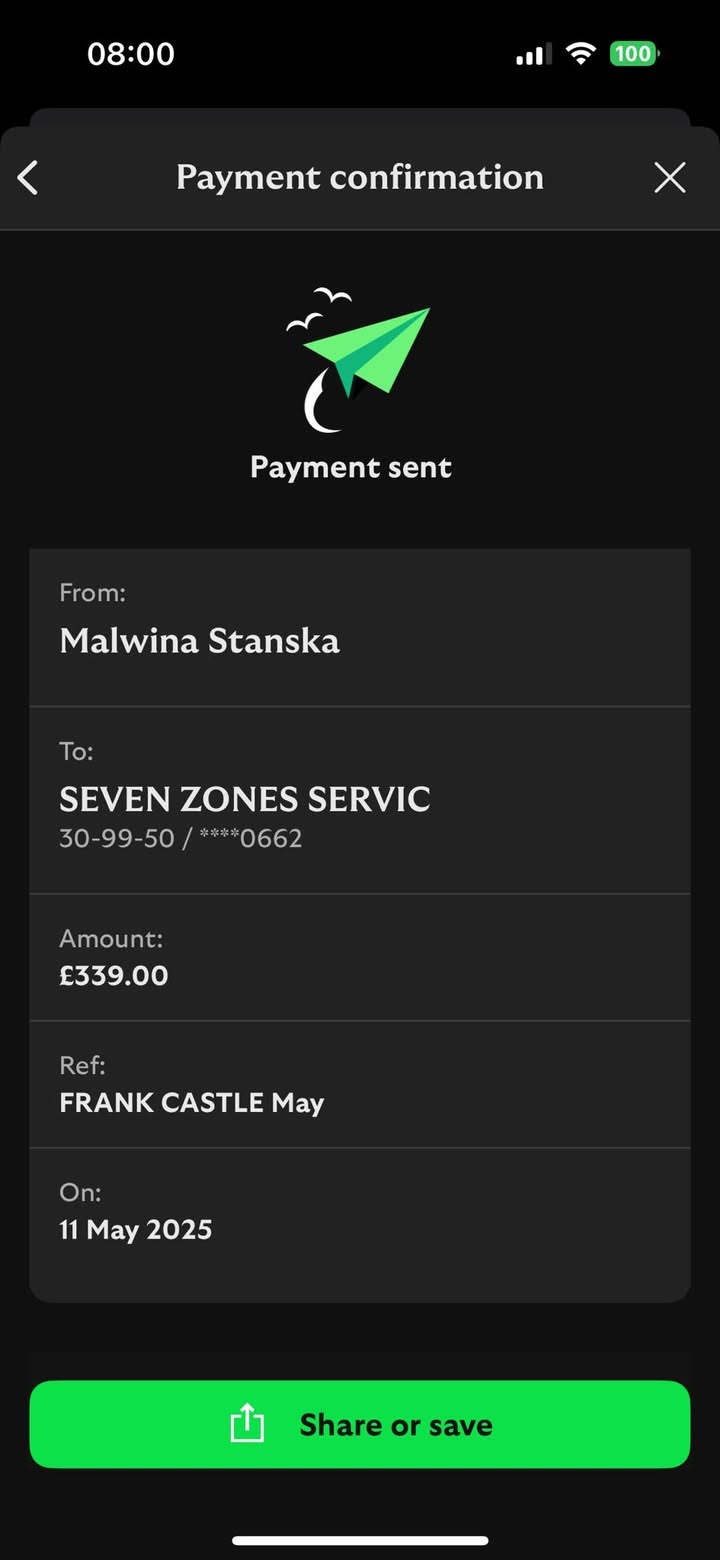 08:00
100
Payment confirmation
Payment sent
From:
Malwina Stanska
To:
SEVEN ZONES SERVIC
30-99-50 / ****0662
Amount:
£339.00
Ref:
FRANK CASTLE May
On:
11 May 2025
Share or save